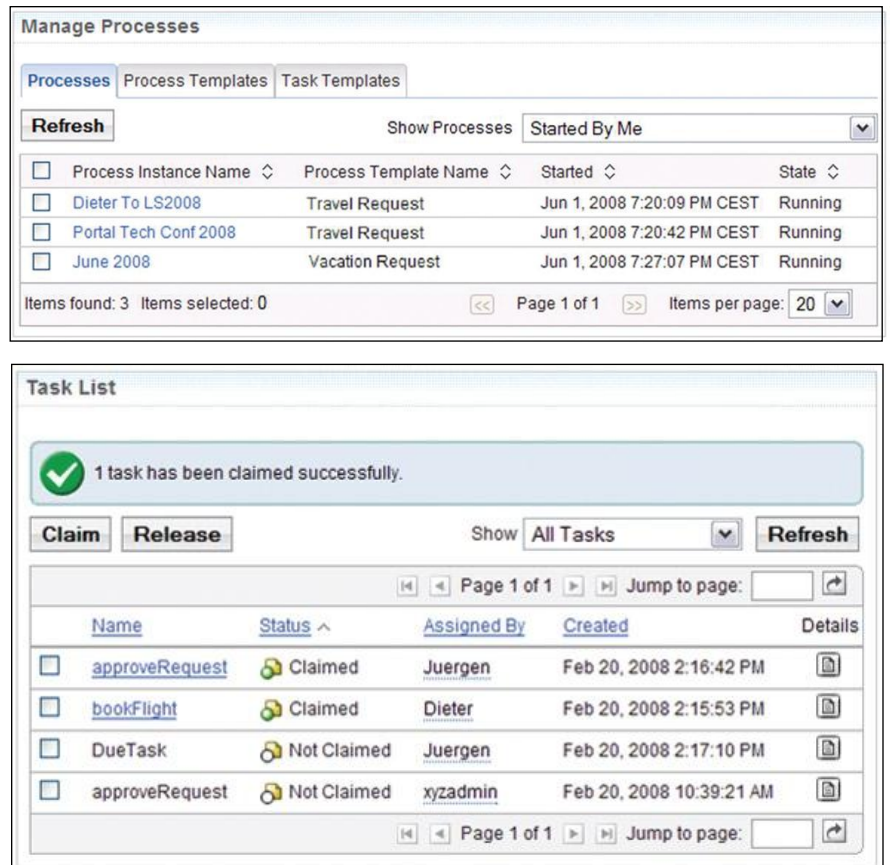 Manage Processes
Processes Process Templates Task Templates
Refresh Show Processes Started By Me
Process Instance Name Process Template Name Started State
Dieter To LS2008 Travel Request Jun 1, 2008 7:20:09 PM CEST Running
Portal Tech Conf 2008 Travel Request Jun 1, 2008 7:20:42 PM CEST Running
June 2008 Vacation Request Jun 1, 2008 7:27:07 PM CEST Running
Items found: 3 Items selected: 0 << Page 1 of 1 >> Items per page: 20
Task List
1 task has been claimed successfully.
Claim Release Show All Tasks Refresh
Page 1 of 1 Jump to page:
Name Status Assigned By Created Details
approveRequest Claimed Juergen Feb 20, 2008 2:16:42 PM
bookFlight Claimed Dieter Feb 20, 2008 2:15:53 PM
DueTask Not Claimed Juergen Feb 20, 2008 2:17:10 PM
approveRequest Not Claimed xyzadmin Feb 20, 2008 10:39:21 AM
Page 1 of 1 Jump to page: